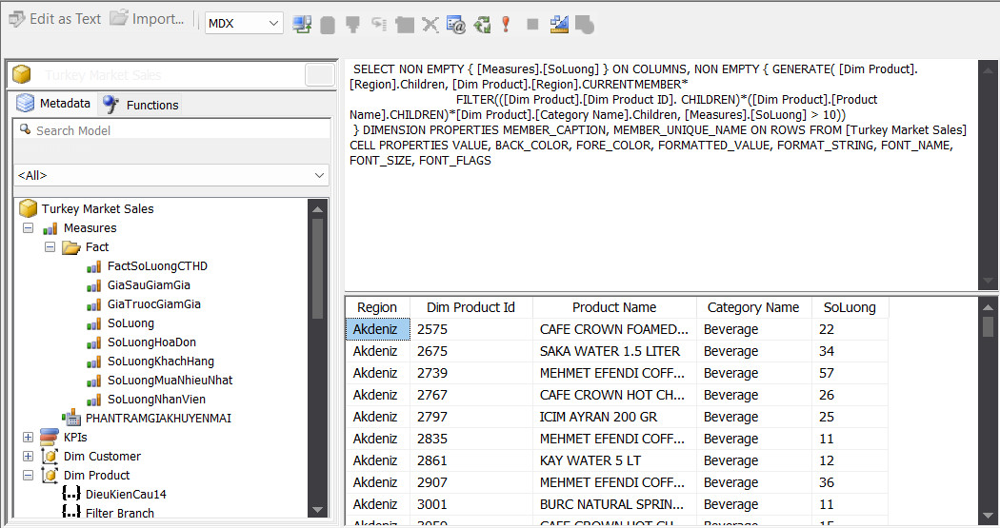 Edit as Text Import...
MDX
Turkey Market Sales
Metadata Functions
Search Model
<All>
Turkey Market Sales
Measures
Fact
FactSoLuongCTHD
GiaSauGiamGia
GiaTruocGiamGia
SoLuong
SoLuongHoaDon
SoLuongKhachHang
SoLuongMuaNhieuNhat
SoLuongNhanVien
PHANTRAMGIAKHUYENMAI
KPIs
Dim Customer
Dim Product
DieuKienCau14
Filter Branch
SELECT NON EMPTY { [Measures].[SoLuong] } ON COLUMNS, NON EMPTY { GENERATE( [Dim Product].
[Region].Children, [Dim Product].[Region].CURRENTMEMBER*
FILTER(([Dim Product].[Dim Product ID]. CHILDREN)*([Dim Product].[Product
Name].CHILDREN)*[Dim Product].[Category Name].Children, [Measures].[SoLuong] > 10))
} DIMENSION PROPERTIES MEMBER_CAPTION, MEMBER_UNIQUE_NAME ON ROWS FROM [Turkey Market Sales]
CELL PROPERTIES VALUE, BACK_COLOR, FORE_COLOR, FORMATTED_VALUE, FORMAT_STRING, FONT_NAME,
FONT_SIZE, FONT_FLAGS
Region Dim Product Id Product Name Category Name SoLuong
Akdeniz 2575 CAFE CROWN FOAMED... Beverage 22
Akdeniz 2675 SAKA WATER 1.5 LITER Beverage 34
Akdeniz 2739 MEHMET EFENDI COFF... Beverage 57
Akdeniz 2767 CAFE CROWN HOT CH... Beverage 26
Akdeniz 2797 ICIM AYRAN 200 GR Beverage 25
Akdeniz 2835 MEHMET EFENDI COFF... Beverage 11
Akdeniz 2861 KAY WATER 5 LT Beverage 12
Akdeniz 2907 MEHMET EFENDI COFF... Beverage 36
Akdeniz 3001 BURC NATURAL SPRIN... Beverage 11
Akdeniz CAFE CROWN HOT CH... Beverage